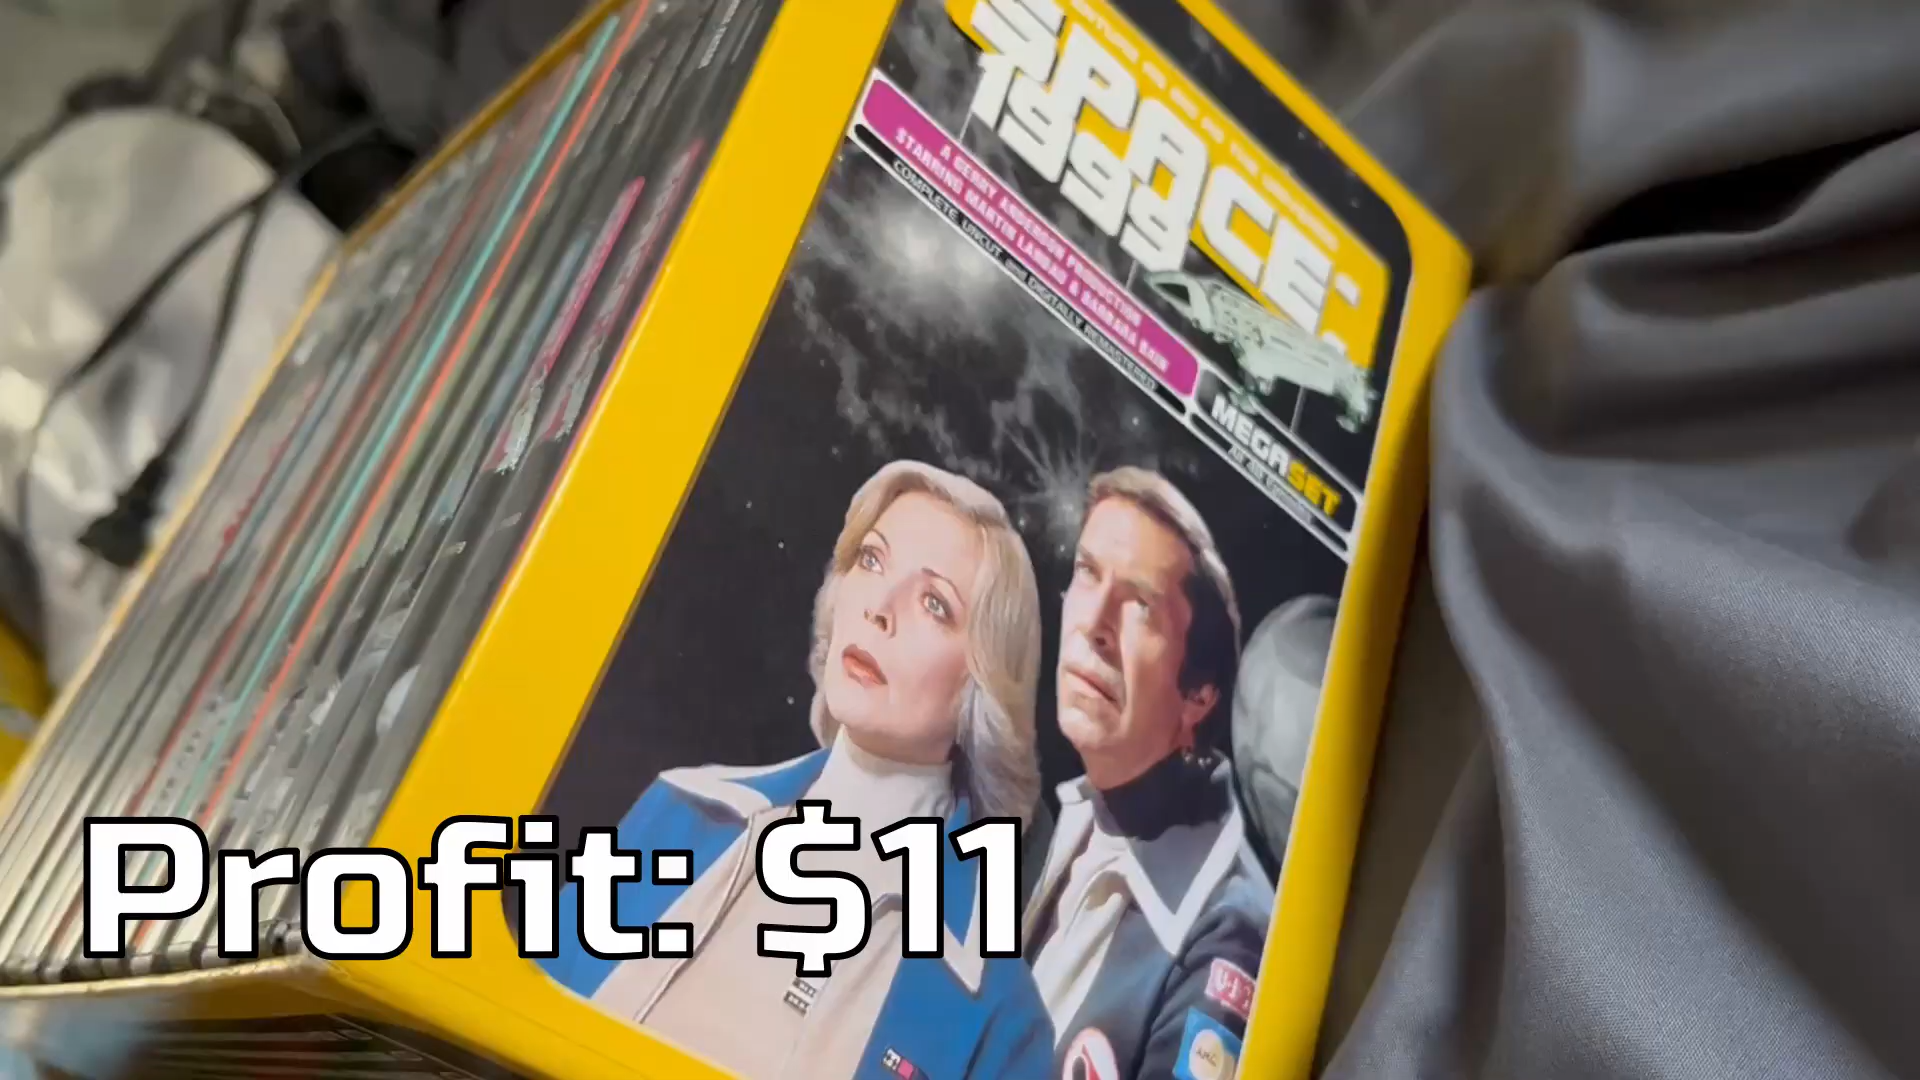 SPACE:
1999
A GERRY ANDERSON PRODUCTION
STARRING MARTIN LANDAU & BARBARA BAIN
COMPLETE, UNCUT, and DIGITALLY REMASTERED
MEGASET
Profit: $11